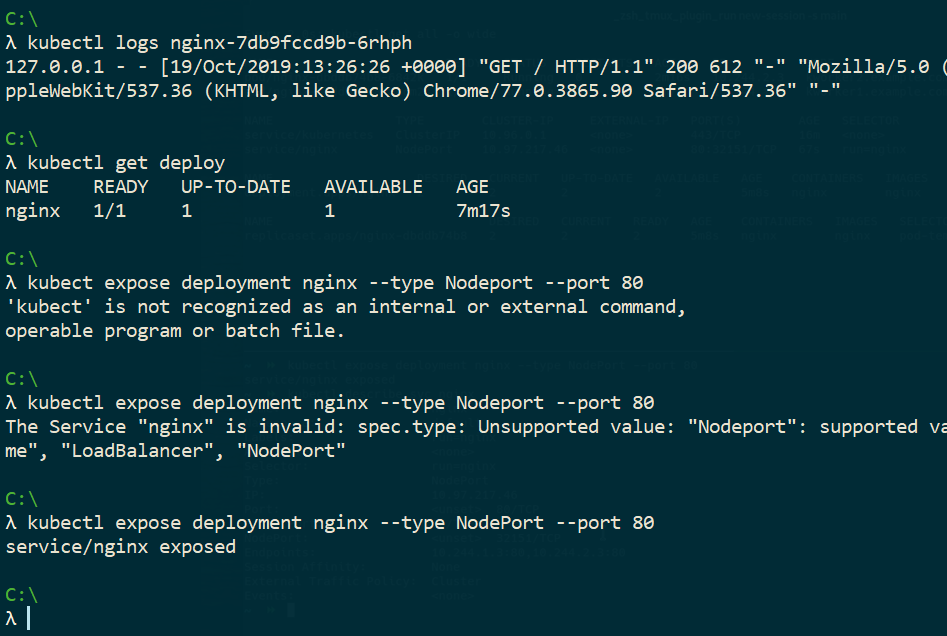 C:\
λ kubectl logs nginx-7db9fccd9b-6rhph
127.0.0.1 - - [19/Oct/2019:13:26:26 +0000] "GET / HTTP/1.1" 200 612 "-" "Mozilla/5.0 (
ppleWebKit/537.36 (KHTML, like Gecko) Chrome/77.0.3865.90 Safari/537.36" "-"
C:\
λ kubectl get deploy
NAME READY UP-TO-DATE AVAILABLE AGE
nginx 1/1 1 1 7m17s
C:\
λ kubect expose deployment nginx --type Nodeport --port 80
'kubect' is not recognized as an internal or external command,
operable program or batch file.
C:\
λ kubectl expose deployment nginx --type Nodeport --port 80
The Service "nginx" is invalid: spec.type: Unsupported value: "Nodeport": supported va
me", "LoadBalancer", "NodePort"
C:\
λ kubectl expose deployment nginx --type NodePort --port 80
service/nginx exposed
C:\
λ